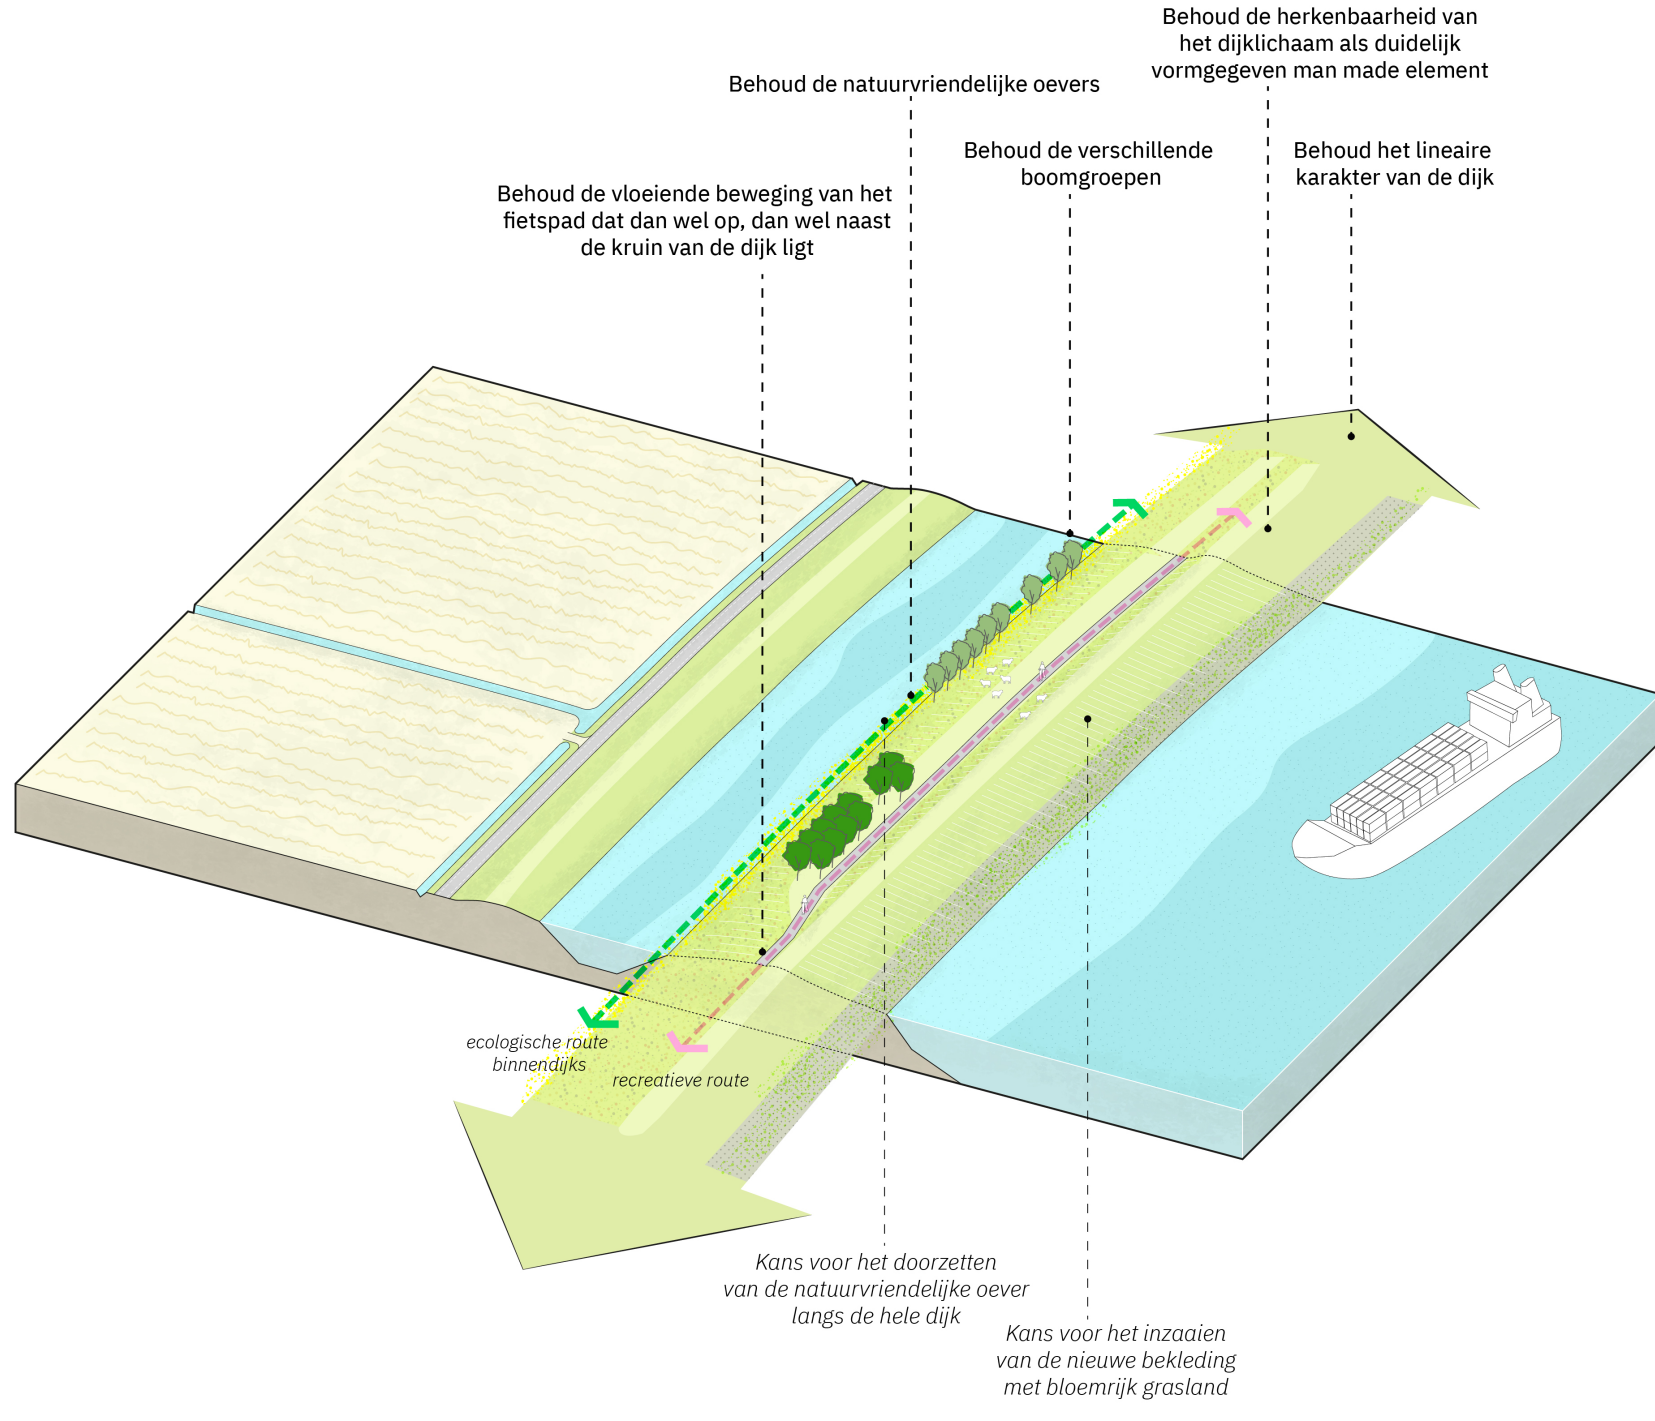 Behoud de herkenbaarheid van
het dijklichaam als duidelijk
vormgegeven man made element
Behoud de natuurvriendelijke oevers
Behoud de verschillende
boomgroepen
Behoud het lineaire
karakter van de dijk
Behoud de vloeiende beweging van het
fietspad dat dan wel op, dan wel naast
de kruin van de dijk ligt
ecologische route
binnendijks
recreatieve route
Kans voor het doorzetten
van de natuurvriendelijke oever
langs de hele dijk
Kans voor het inzaaien
van de nieuwe bekleding
met bloemrijk grasland